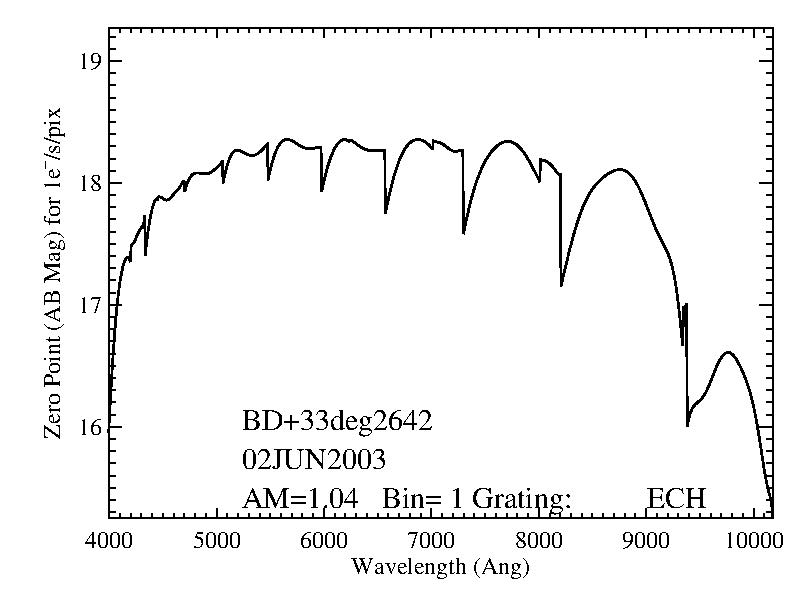 19
18
17
16
Zero Point (AB Mag) for 1e⁻/s/pix
BD+33deg2642
02JUN2003
AM=1.04 Bin= 1 Grating: ECH
4000 5000 6000 7000 8000 9000 10000
Wavelength (Ang)